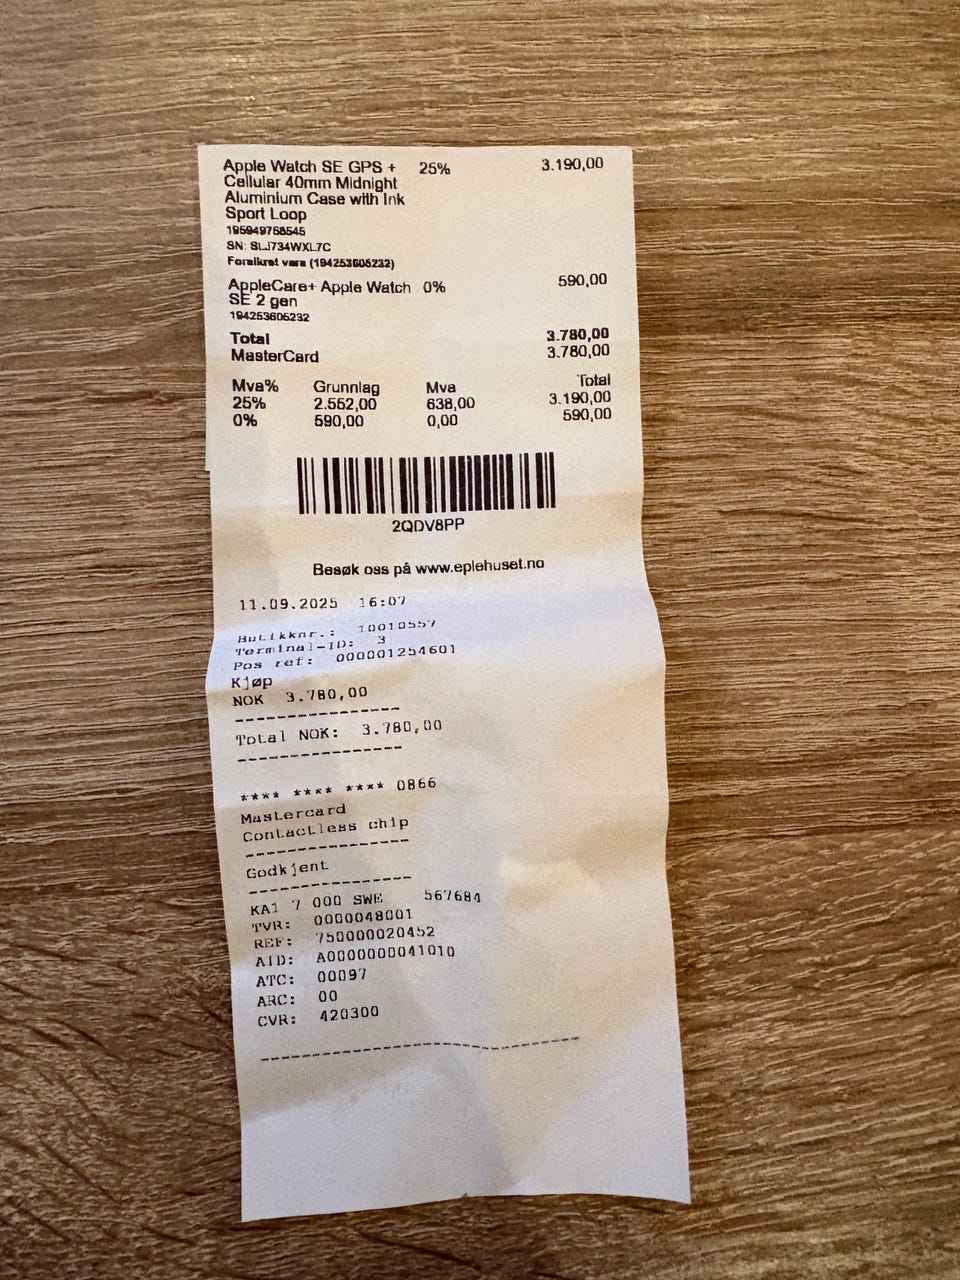 Apple Watch SE GPS + 25% 3.190,00
Cellular 40mm Midnight
Aluminium Case with Ink
Sport Loop
195949768545
SN: SLJ734WXL7C
Forsikret vare (194253605232)
AppleCare+ Apple Watch 0% 590,00
SE 2 gen
194253605232
Total 3.780,00
MasterCard 3.780,00
Mva% Grunnlag Mva Total
25% 2.552,00 638,00 3.190,00
0% 590,00 0,00 590,00
2QDV8PP
Besøk oss på www.eplehuset.no
11.09.2025 16:07
Butikknr.: 10010557
Terminal-ID: 3
Pos ref: 000001254601
Kjøp
NOK 3.780,00
----------------
Total NOK: 3.780,00
----------------
**** **** **** 0866
Mastercard
Contactless chip
----------------
Godkjent
----------------
KA1 7 000 SWE 567684
TVR: 0000048001
REF: 750000020452
AID: A0000000041010
ATC: 00097
ARC: 00
CVR: 420300
--------------------------------